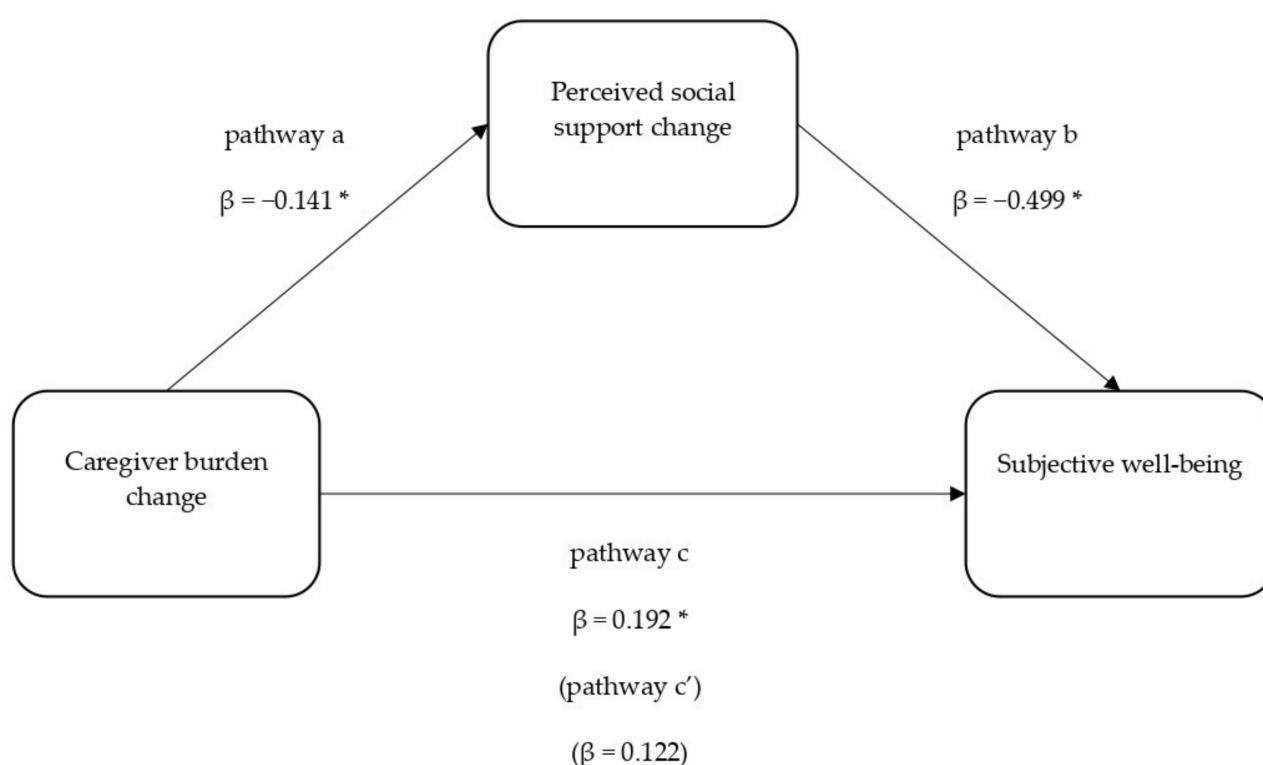 Perceived social
support change
pathway a
β = −0.141 *
pathway b
β = −0.499 *
Caregiver burden
change
Subjective well-being
pathway c
β = 0.192 *
(pathway c′)
(β = 0.122)